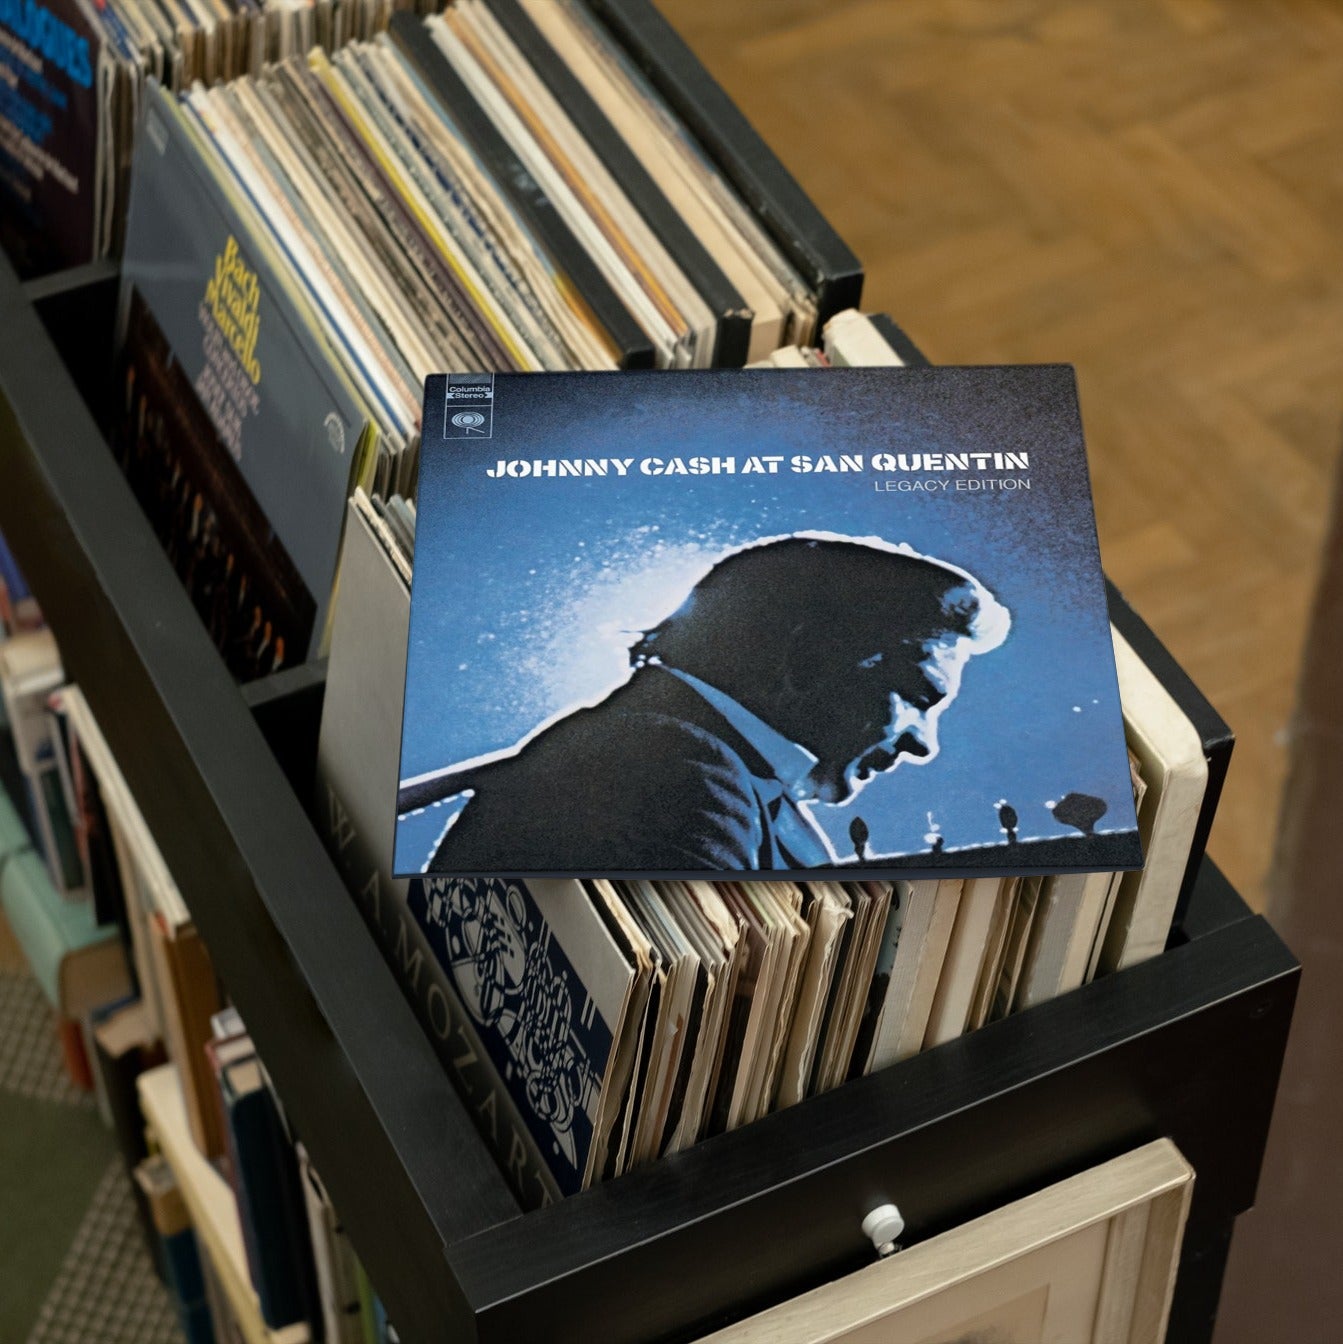 Columbia
Stereo
JOHNNY CASH AT SAN QUENTIN
LEGACY EDITION
Bach
Vivaldi
Marcello
W. A. MOZART